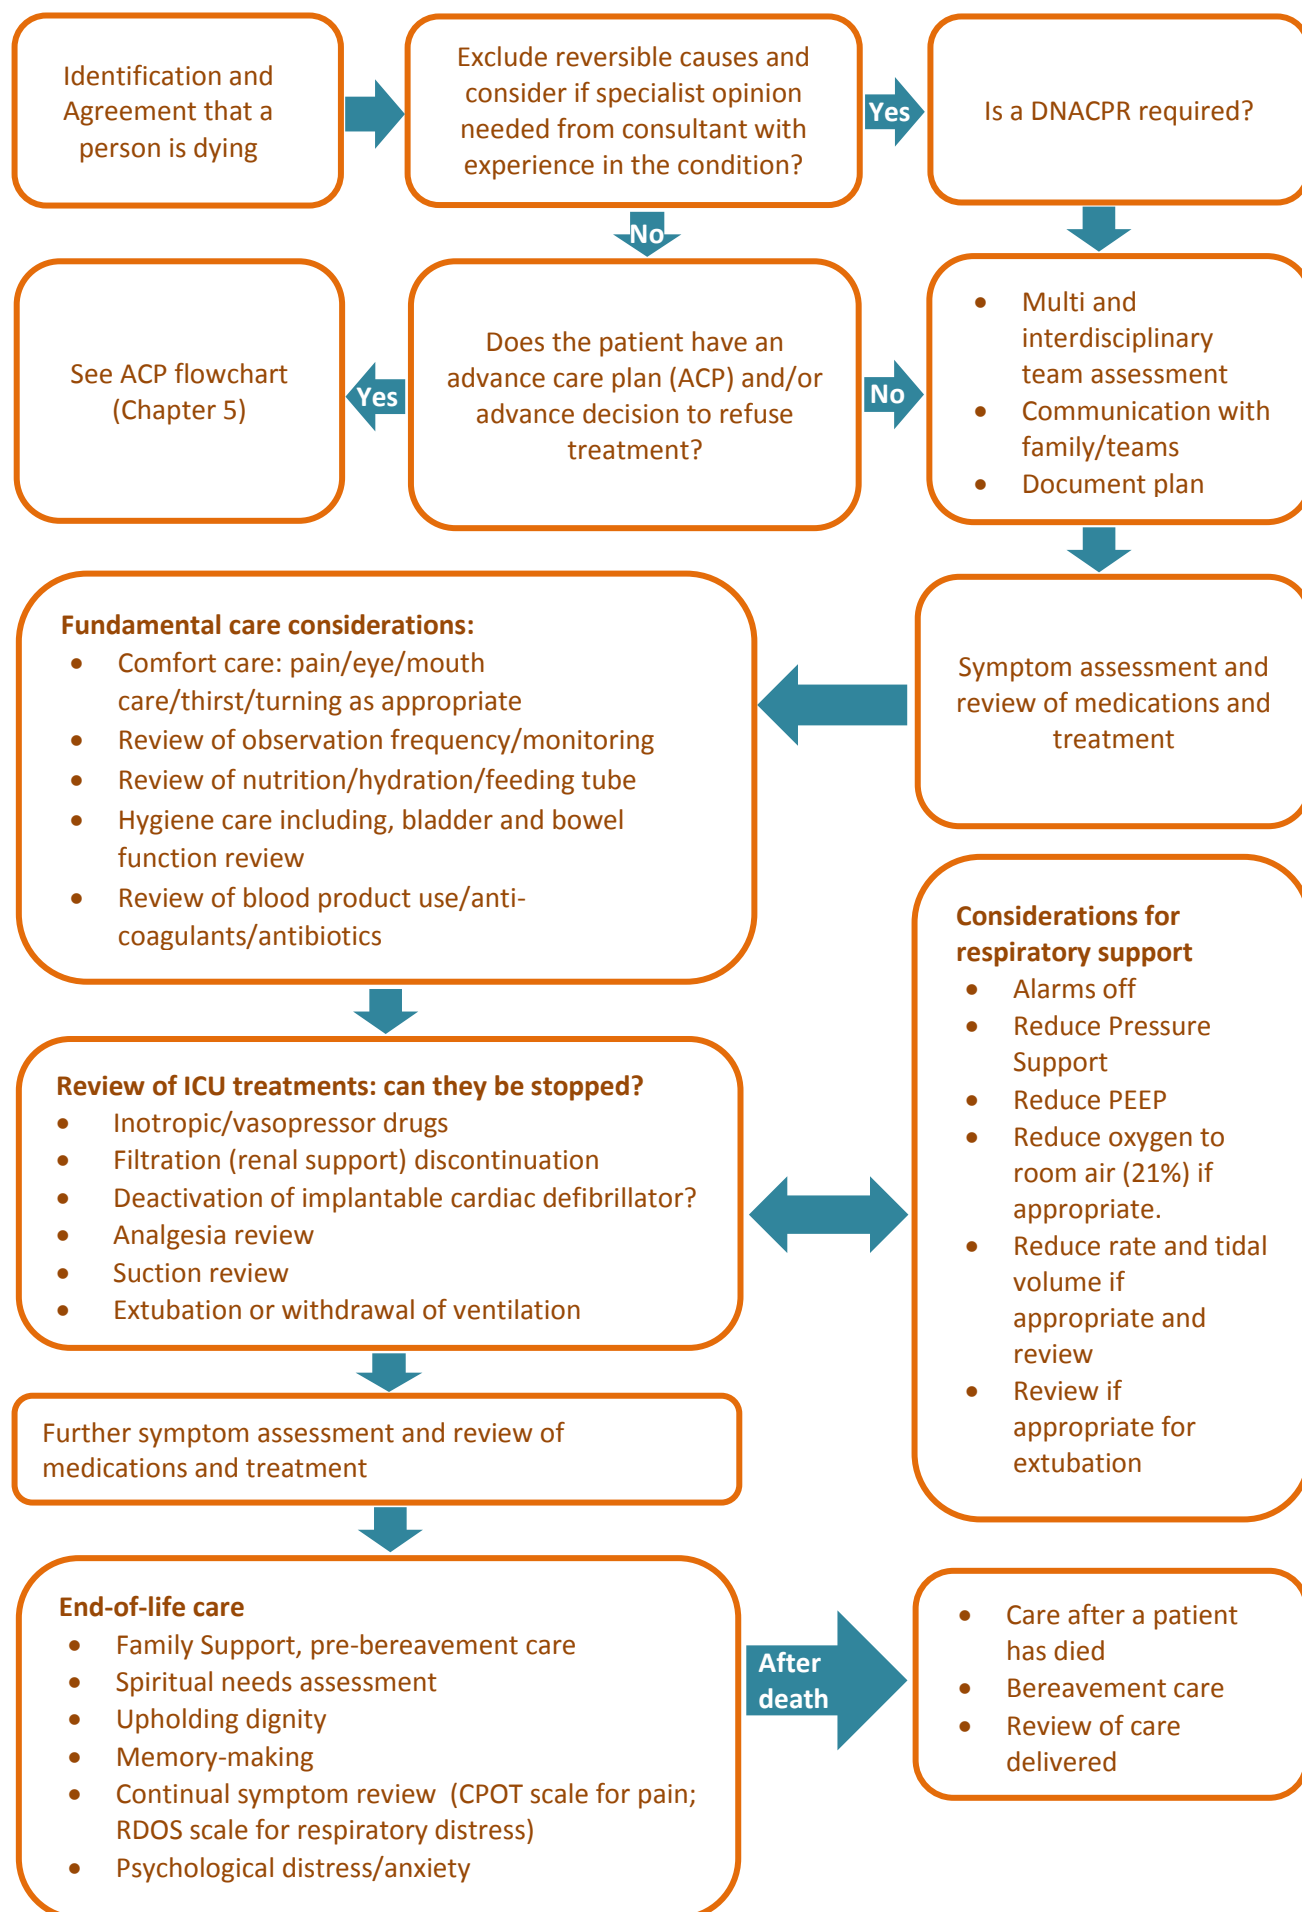 Identification and
Agreement that a
person is dying
Exclude reversible causes and
consider if specialist opinion
needed from consultant with
experience in the condition?
Yes
Is a DNACPR required?
No
See ACP flowchart
(Chapter 5)
Yes
Does the patient have an
advance care plan (ACP) and/or
advance decision to refuse
treatment?
No
• Multi and
interdisciplinary
team assessment
• Communication with
family/teams
• Document plan
Symptom assessment and
review of medications and
treatment
Fundamental care considerations:
• Comfort care: pain/eye/mouth
care/thirst/turning as appropriate
• Review of observation frequency/monitoring
• Review of nutrition/hydration/feeding tube
• Hygiene care including, bladder and bowel
function review
• Review of blood product use/anti-
coagulants/antibiotics
Review of ICU treatments: can they be stopped?
• Inotropic/vasopressor drugs
• Filtration (renal support) discontinuation
• Deactivation of implantable cardiac defibrillator?
• Analgesia review
• Suction review
• Extubation or withdrawal of ventilation
Considerations for
respiratory support
• Alarms off
• Reduce Pressure
Support
• Reduce PEEP
• Reduce oxygen to
room air (21%) if
appropriate.
• Reduce rate and tidal
volume if
appropriate and
review
• Review if
appropriate for
extubation
Further symptom assessment and review of
medications and treatment
End-of-life care
• Family Support, pre-bereavement care
• Spiritual needs assessment
• Upholding dignity
• Memory-making
• Continual symptom review (CPOT scale for pain;
RDOS scale for respiratory distress)
• Psychological distress/anxiety
After
death
• Care after a patient
has died
• Bereavement care
• Review of care
delivered